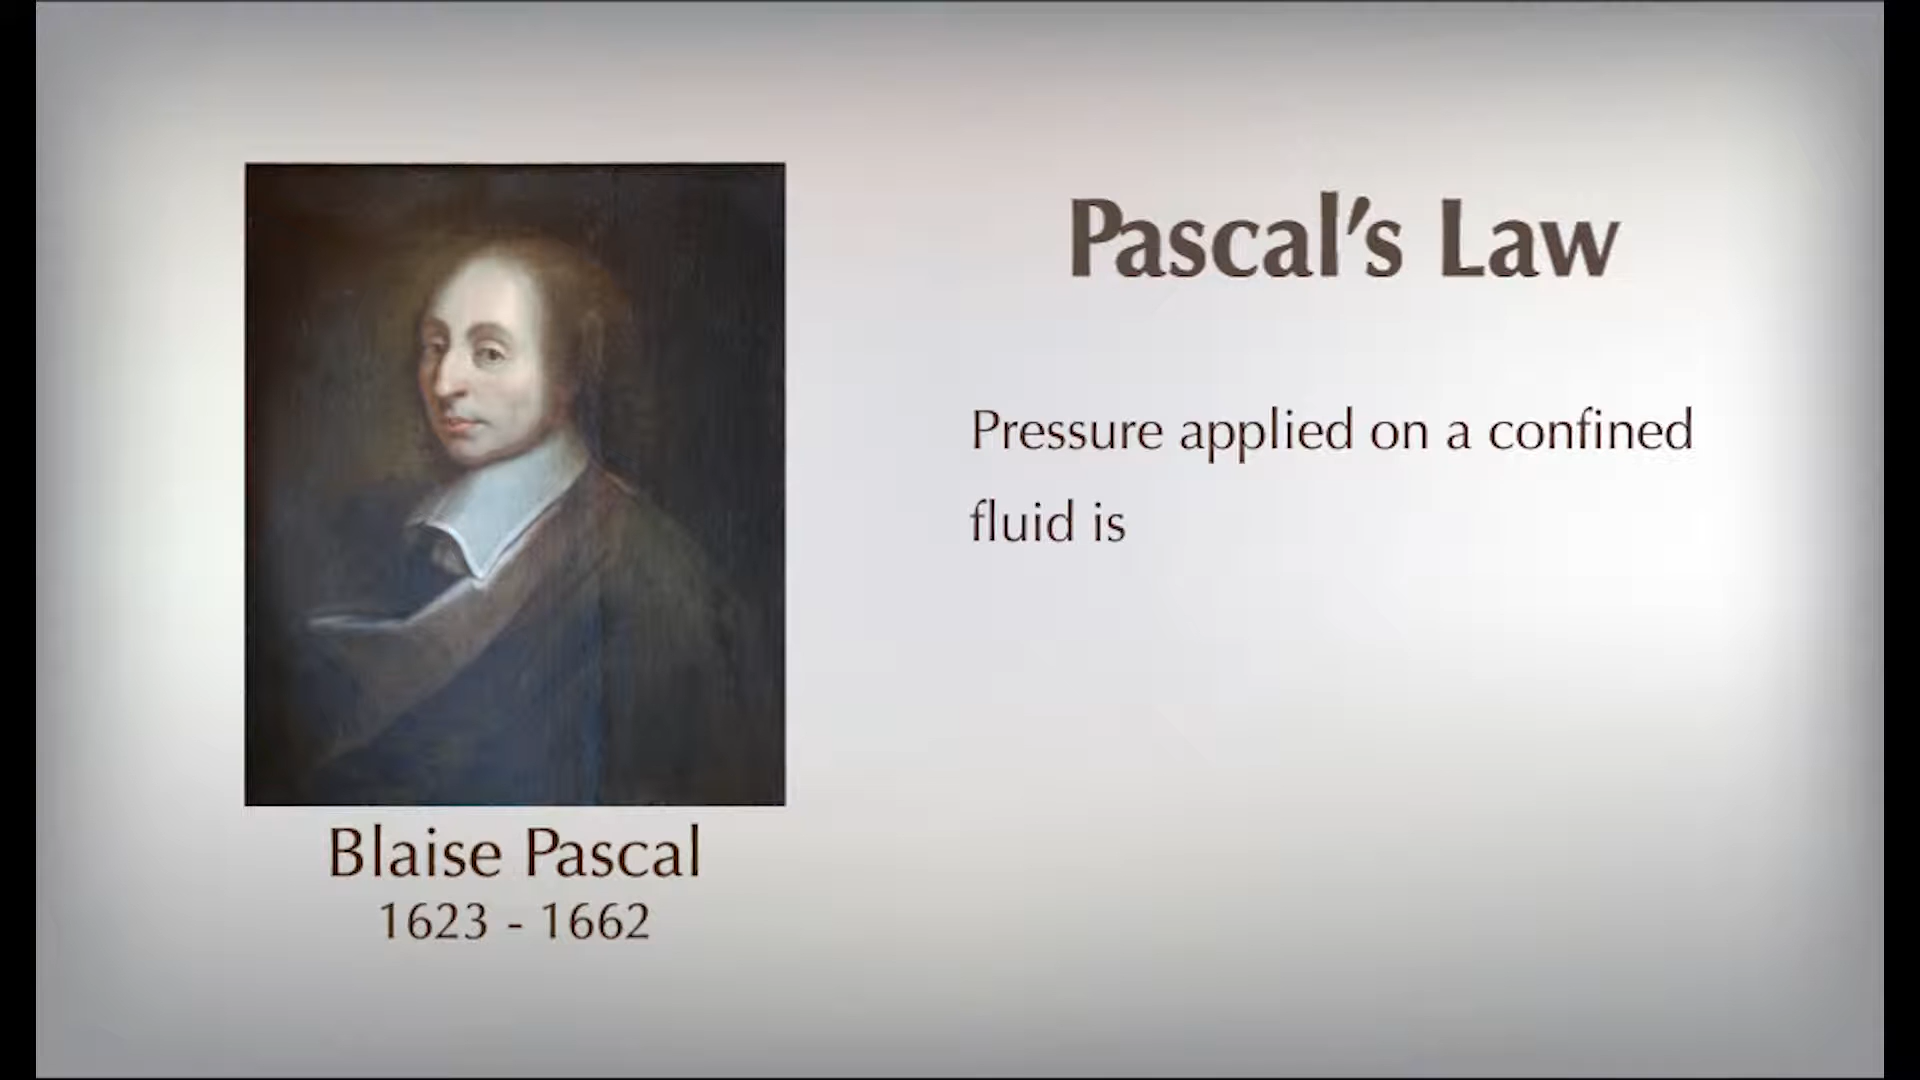 Pascal’s Law
Pressure applied on a confined
fluid is
Blaise Pascal
1623 - 1662